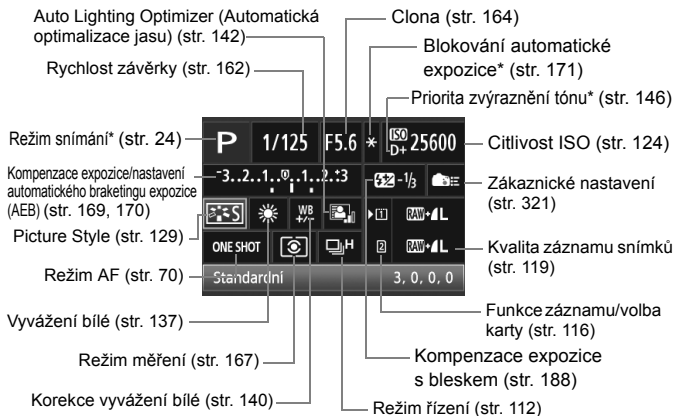 Auto Lighting Optimizer (Automatická
optimalizace jasu) (str. 142)
Clona (str. 164)
Rychlost závěrky (str. 162)
Blokování automatické
expozice* (str. 171)
Priorita zvýraznění tónu* (str. 146)
Režim snímání* (str. 24)
P 1/125 F5.6 * ISO D+ 25600
Citlivost ISO (str. 124)
Kompenzace expozice/nastavení
automatického braketingu expozice
(AEB) (str. 169, 170)
-3..2..1..0..1..2..+3
-1/3
Zákaznické nastavení
(str. 321)
Picture Style (str. 129)
S WB +/- 1 RAW+L
ONE SHOT H 2 RAW+L
Kvalita záznamu snímků
(str. 119)
Režim AF (str. 70)
Standardní 3, 0, 0, 0
Vyvážení bílé (str. 137)
Funkce záznamu/volba
karty (str. 116)
Režim měření (str. 167)
Kompenzace expozice
s bleskem (str. 188)
Korekce vyvážení bílé (str. 140)
Režim řízení (str. 112)